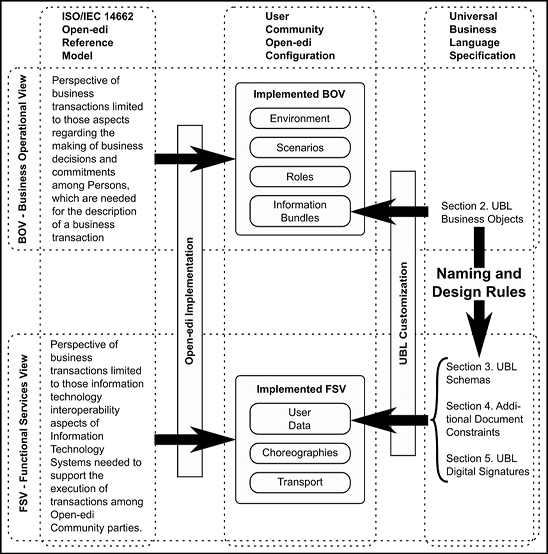 ISO/IEC 14662
Open-edi
Reference
Model
User
Community
Open-edi
Configuration
Universal
Business
Language
Specification
BOV - Business Operational View
Perspective of
business
transactions limited
to those aspects
regarding the
making of business
decisions and
commitments
among Persons,
which are needed
for the description
of a business
transaction
Open-edi Implementation
Implemented BOV
Environment
Scenarios
Roles
Information
Bundles
UBL Customization
Section 2. UBL
Business Objects
Naming and
Design Rules
FSV - Functional Services View
Perspective of
business
transactions limited
to those information
technology
interoperability
aspects of
Information
Technology
Systems needed to
support the
execution of
transactions among
Open-edi
Community parties.
Implemented FSV
User
Data
Choreographies
Transport
Section 3. UBL
Schemas
Section 4. Addi-
tional Document
Constraints
Section 5. UBL
Digital Signatures